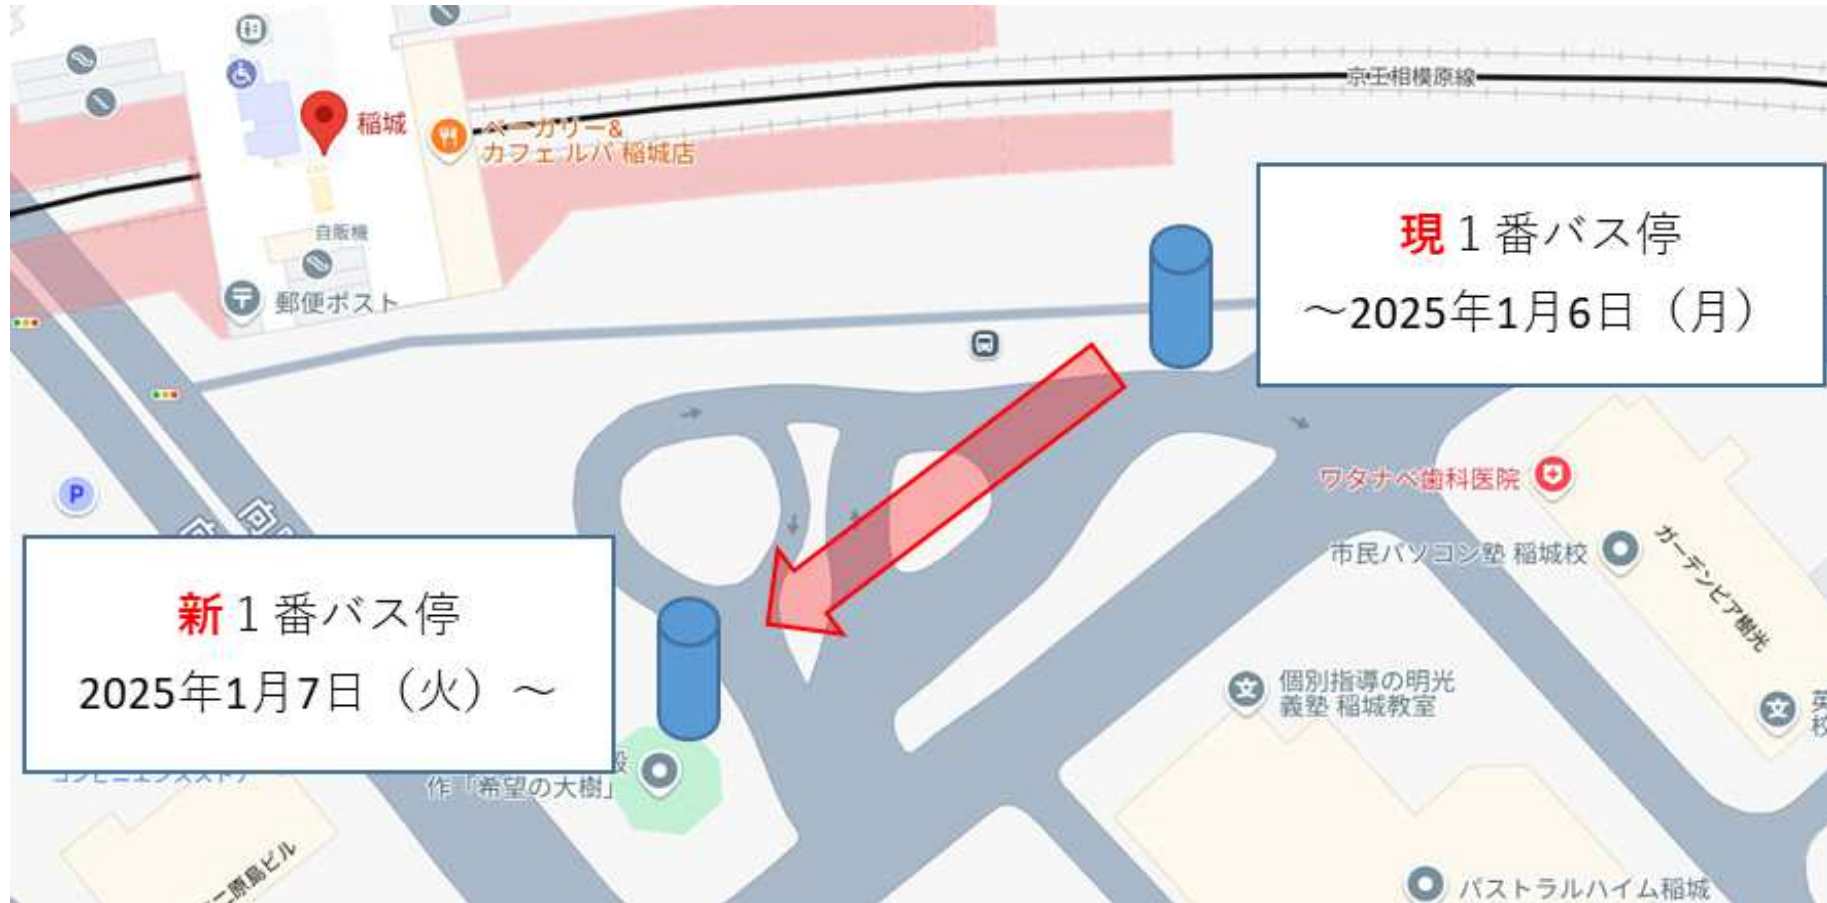 京王相模原線
稲城
ベーカリー&
カフェ ルパ 稲城店
自販機
郵便ポスト
現１番バス停
～2025年1月6日（月）
P
ワタナベ歯科医院
市民パソコン塾 稲城校
ガーデンピア樹光
新１番バス停
2025年1月7日（火）～
個別指導の明光
義塾 稲城教室
作「希望の大樹」
二原島ビル
パストラルハイム稲城